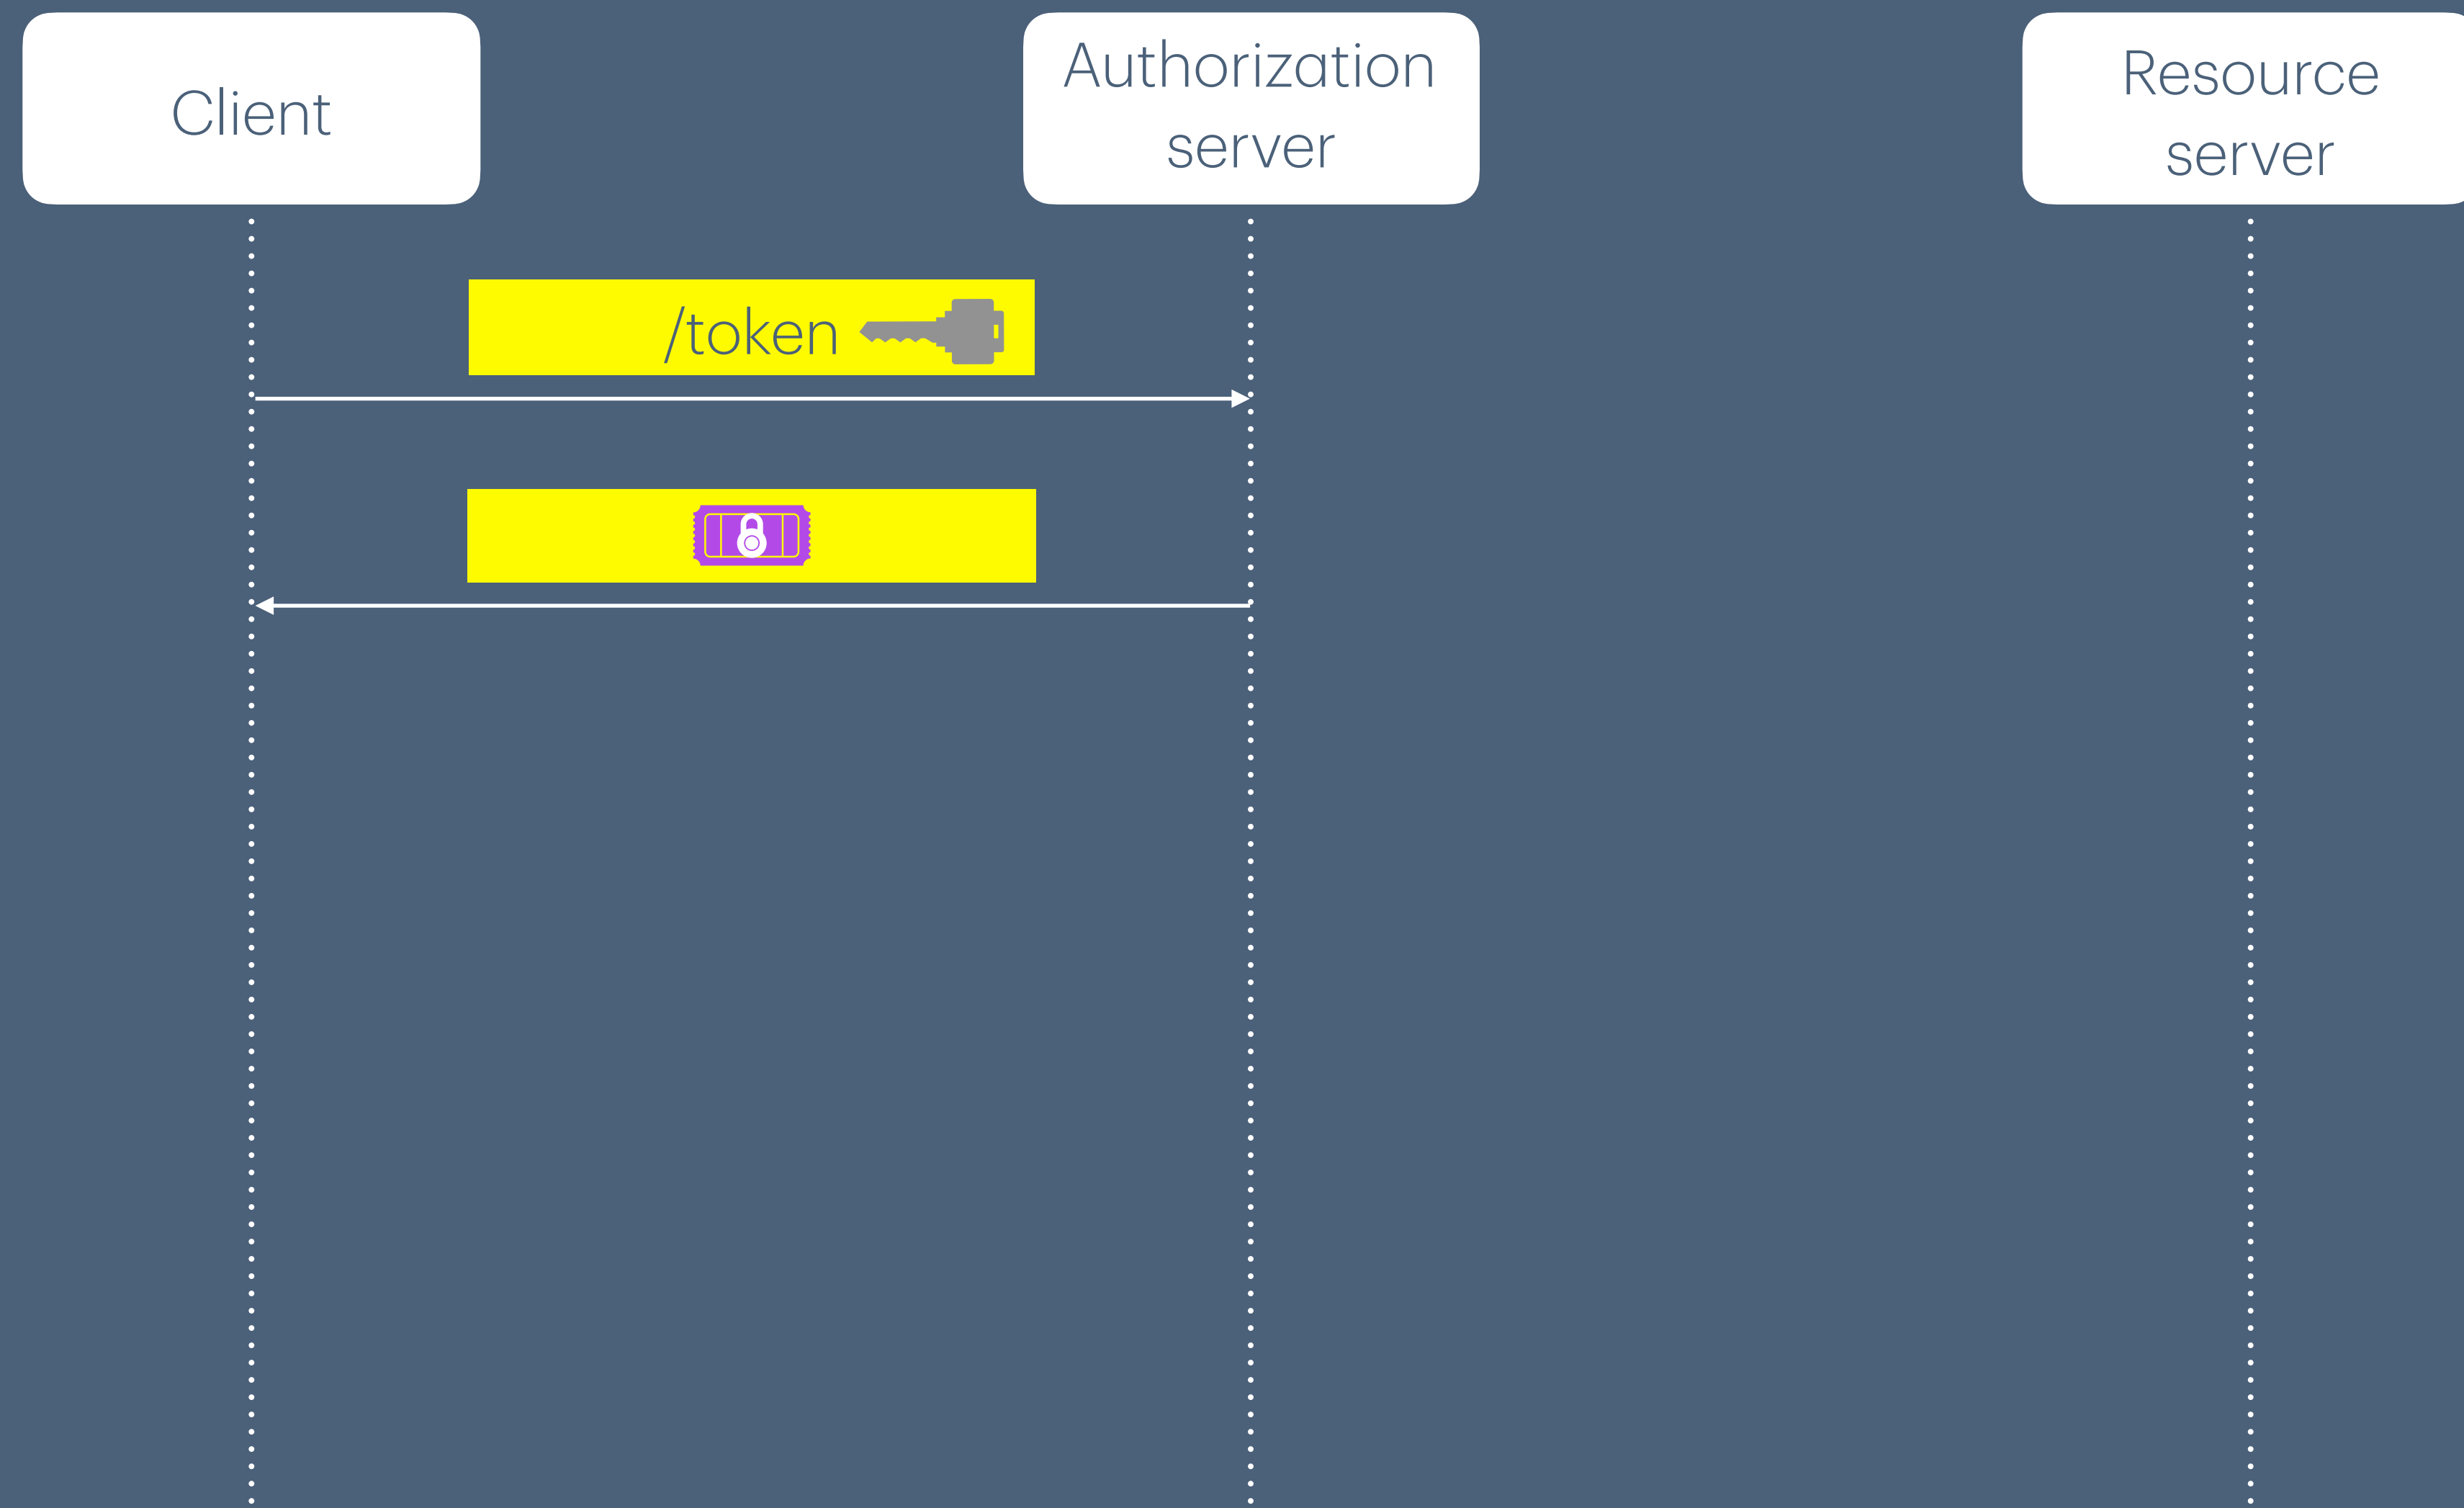 Client
Authorization
server
Resource
server
/token